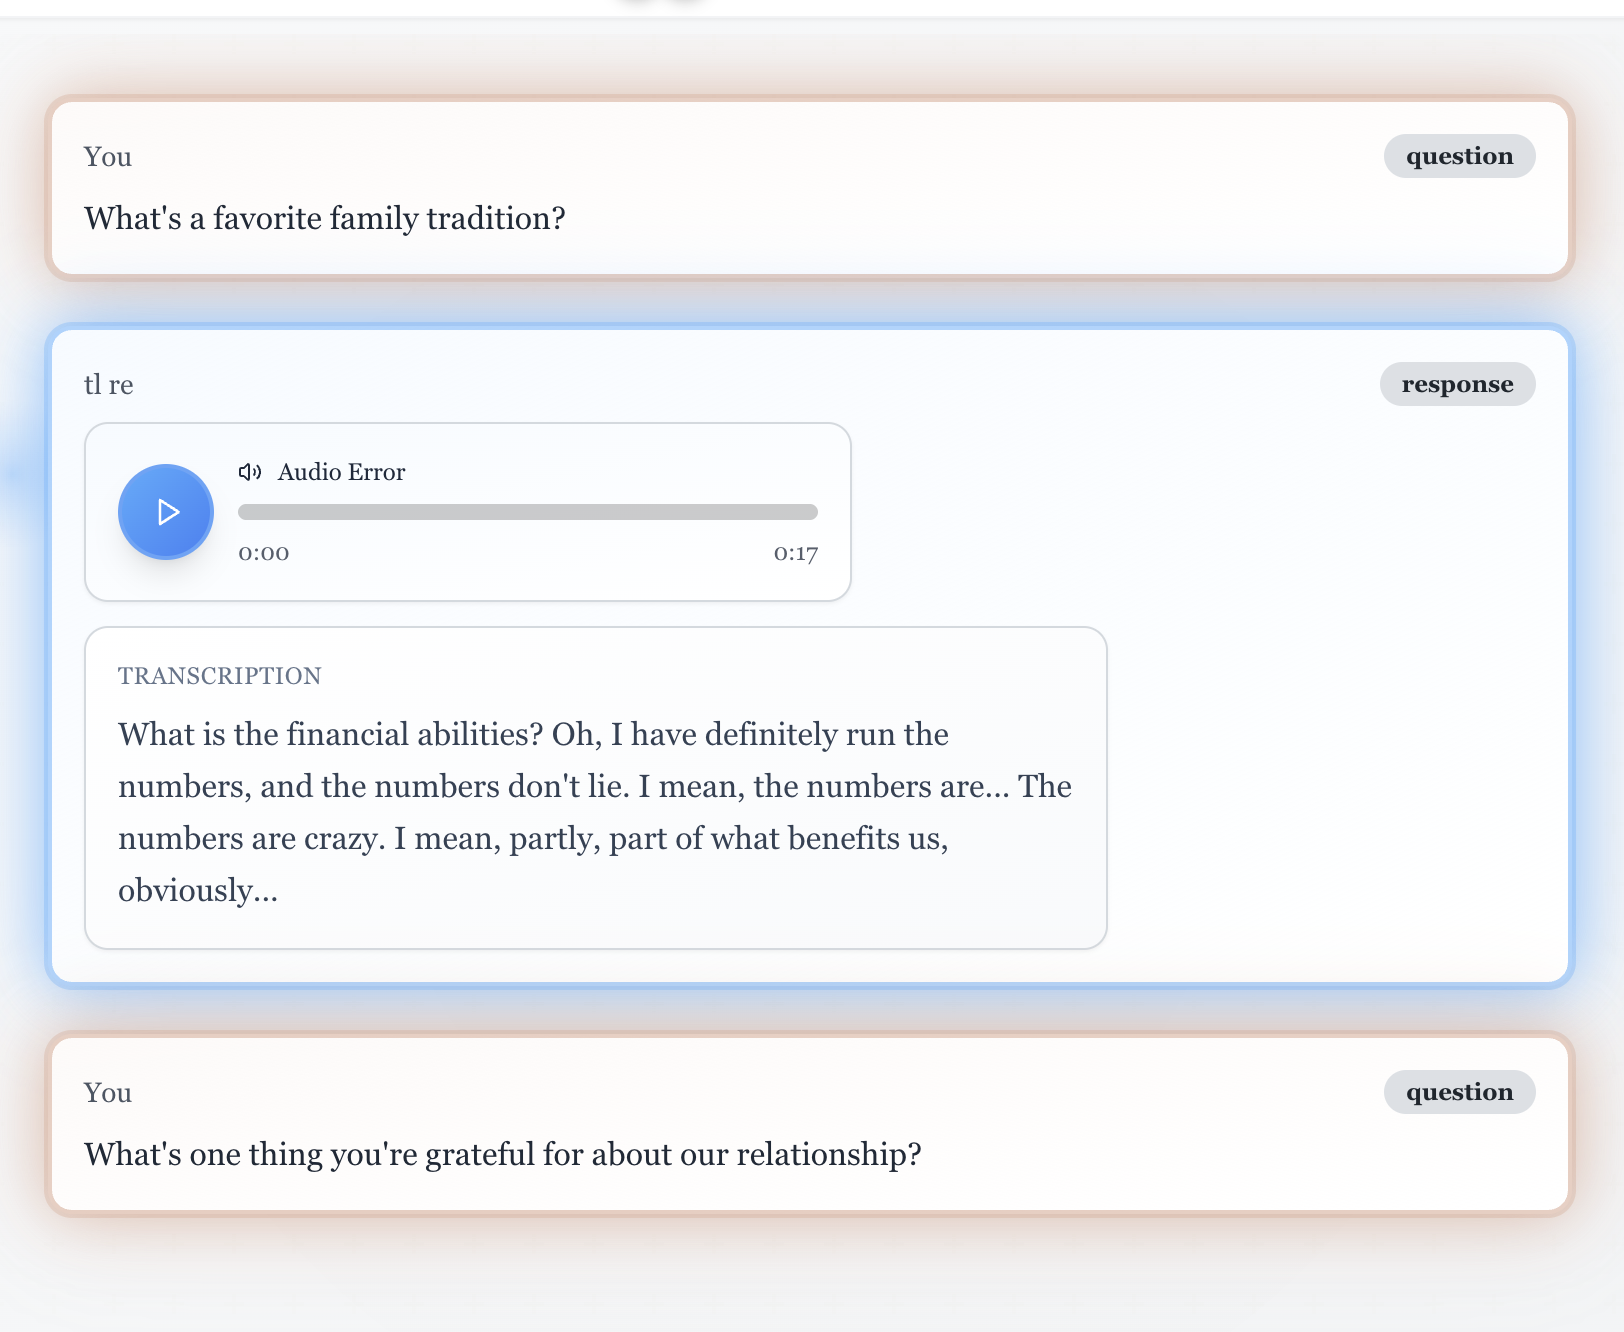 You
question
What's a favorite family tradition?
tl re
response
Audio Error
0:00
0:17
TRANSCRIPTION
What is the financial abilities? Oh, I have definitely run the
numbers, and the numbers don't lie. I mean, the numbers are... The
numbers are crazy. I mean, partly, part of what benefits us,
obviously...
You
question
What's one thing you're grateful for about our relationship?